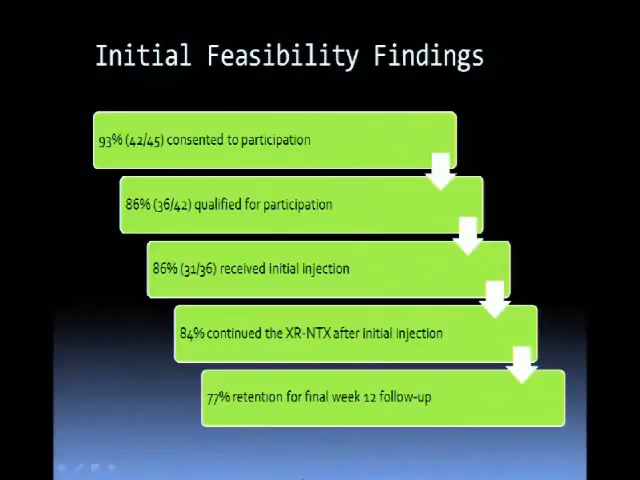 Initial Feasibility Findings
93% (42/45) consented to participation
86% (36/42) qualified for participation
86% (31/36) received initial injection
84% continued the XR-NTX after initial injection
77% retention for final week 12 follow-up